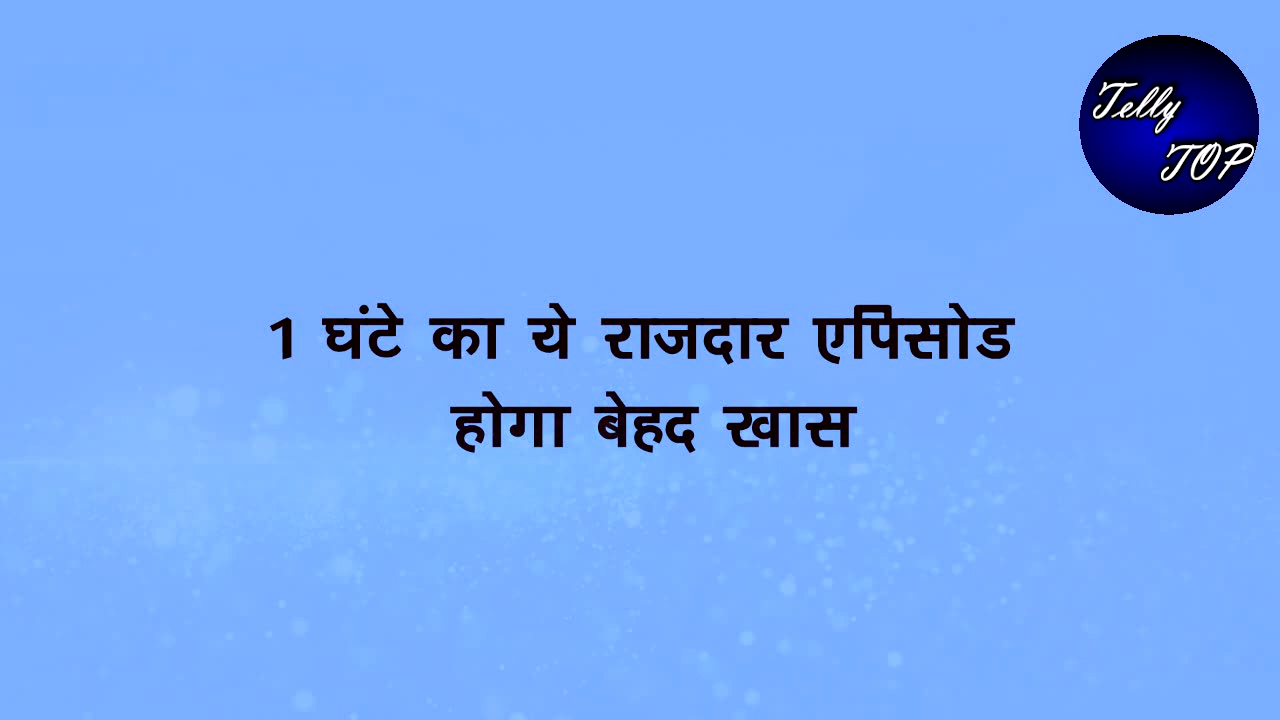 Telly
TOP
1 घंटे का ये राजदार एपिसोड
होगा बेहद खास